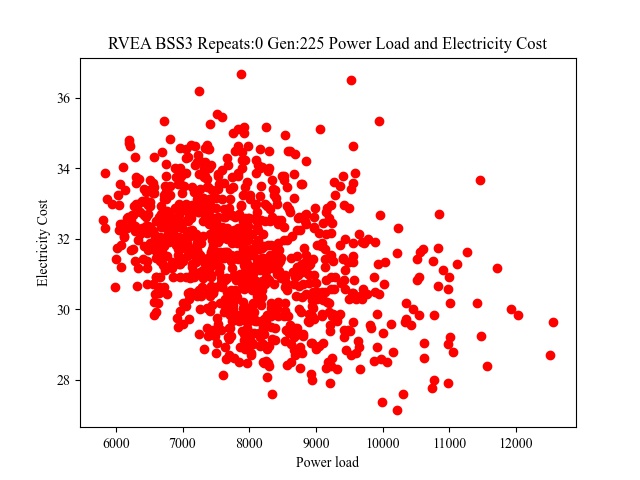 RVEA BSS3 Repeats:0 Gen:225 Power Load and Electricity Cost
36
34
32
30
28
Electricity Cost
6000 7000 8000 9000 10000 11000 12000
Power load